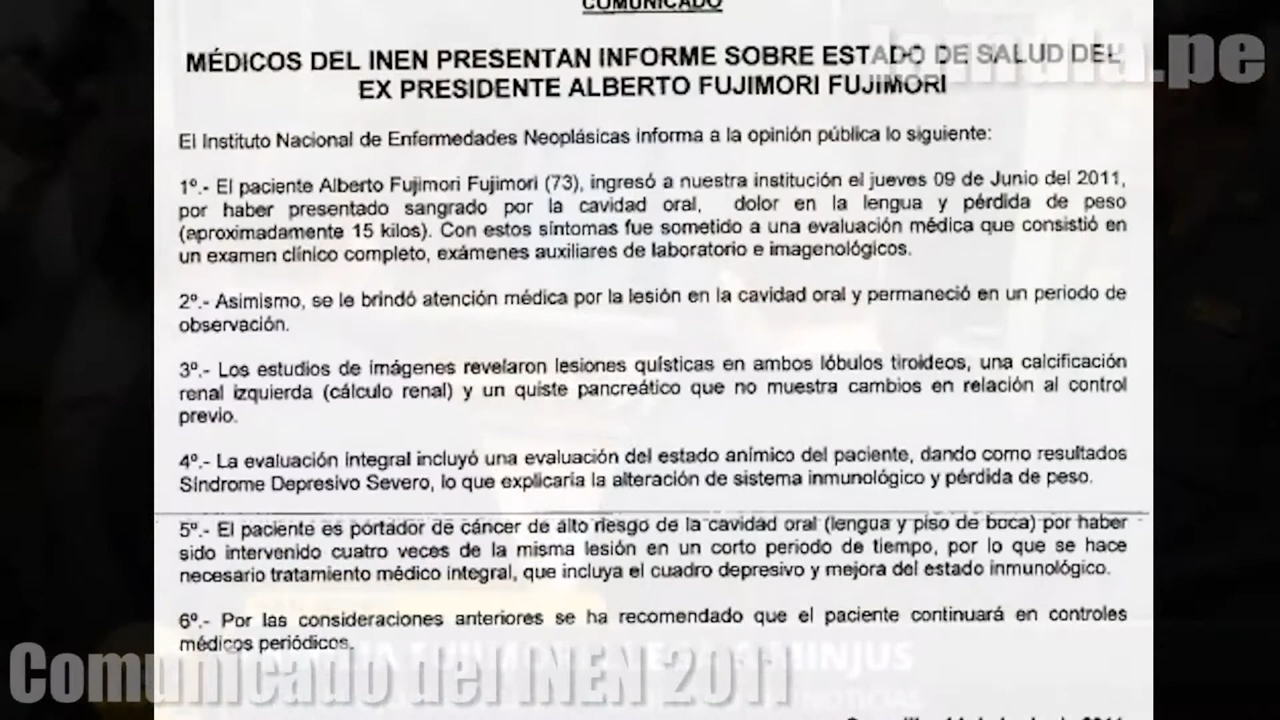 COMUNICADO
lamula.pe
MÉDICOS DEL INEN PRESENTAN INFORME SOBRE ESTADO DE SALUD DEL
EX PRESIDENTE ALBERTO FUJIMORI FUJIMORI
El Instituto Nacional de Enfermedades Neoplásicas informa a la opinión pública lo siguiente:
1º.- El paciente Alberto Fujimori Fujimori (73), ingresó a nuestra institución el jueves 09 de Junio del 2011,
por haber presentado sangrado por la cavidad oral, dolor en la lengua y pérdida de peso
(aproximadamente 15 kilos). Con estos síntomas fue sometido a una evaluación médica que consistió en
un examen clínico completo, exámenes auxiliares de laboratorio e imagenológicos.
2º.- Asimismo, se le brindó atención médica por la lesión en la cavidad oral y permaneció en un periodo de
observación.
3º.- Los estudios de imágenes revelaron lesiones quísticas en ambos lóbulos tiroideos, una calcificación
renal izquierda (cálculo renal) y un quiste pancreático que no muestra cambios en relación al control
previo.
4º.- La evaluación integral incluyó una evaluación del estado anímico del paciente, dando como resultados
Síndrome Depresivo Severo, lo que explicaría la alteración de sistema inmunológico y pérdida de peso.
5º.- El paciente es portador de cáncer de alto riesgo de la cavidad oral (lengua y piso de boca) por haber
sido intervenido cuatro veces de la misma lesión en un corto periodo de tiempo, por lo que se hace
necesario tratamiento médico integral, que incluya el cuadro depresivo y mejora del estado inmunológico.
6º.- Por las consideraciones anteriores se ha recomendado que el paciente continuará en controles
médicos periódicos.
Comunicado del INEN 2011
MINJUS
NOTICIAS